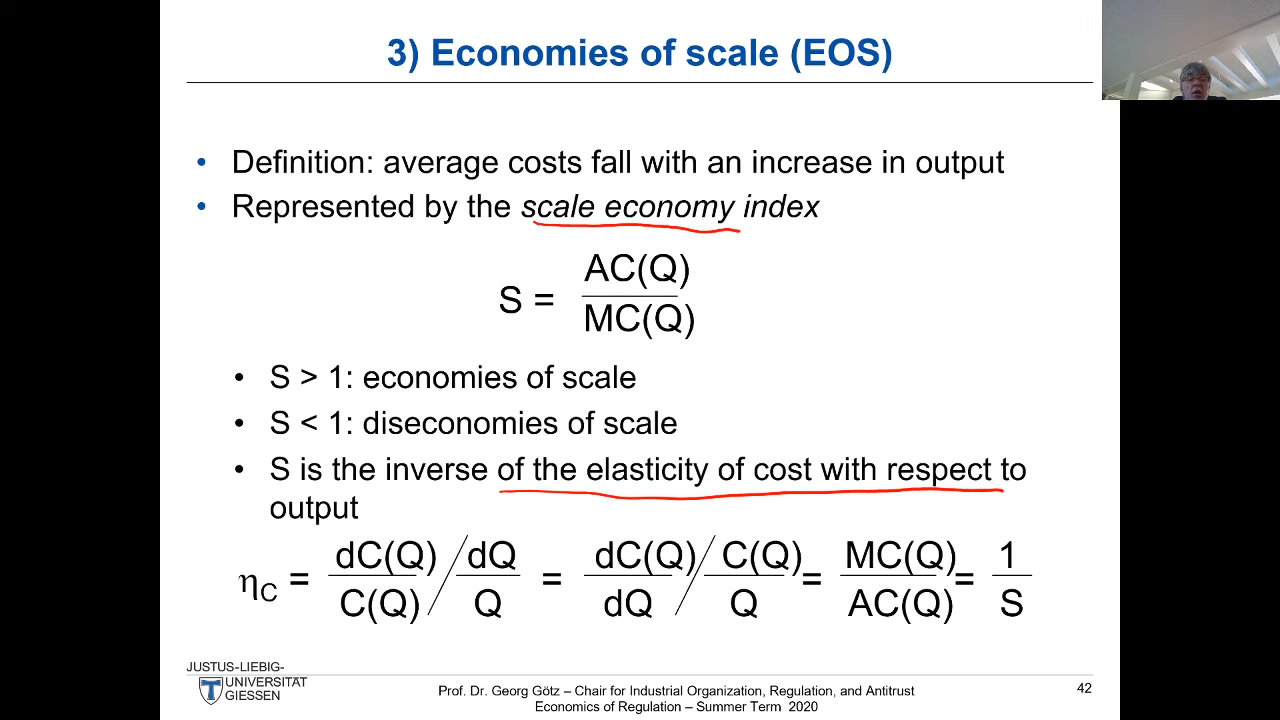 3) Economies of scale (EOS)
• Definition: average costs fall with an increase in output
• Represented by the scale economy index
S = AC(Q) / MC(Q)
• S > 1: economies of scale
• S < 1: diseconomies of scale
• S is the inverse of the elasticity of cost with respect to
output
ηC = dC(Q)/C(Q) / dQ/Q = dC(Q)/dQ / C(Q)/Q = MC(Q)/AC(Q) = 1/S
JUSTUS-LIEBIG-
UNIVERSITÄT
GIESSEN
Prof. Dr. Georg Götz – Chair for Industrial Organization, Regulation, and Antitrust
Economics of Regulation – Summer Term 2020
42